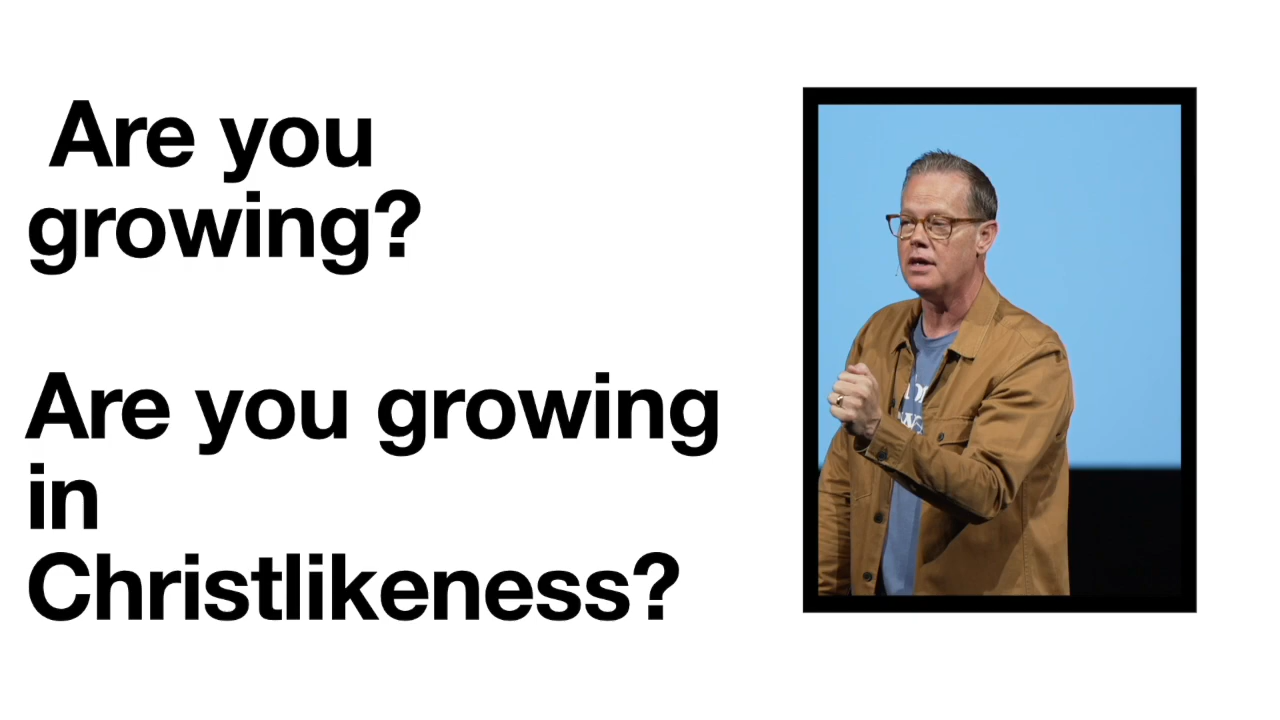 Are you
growing?
Are you growing
in
Christlikeness?